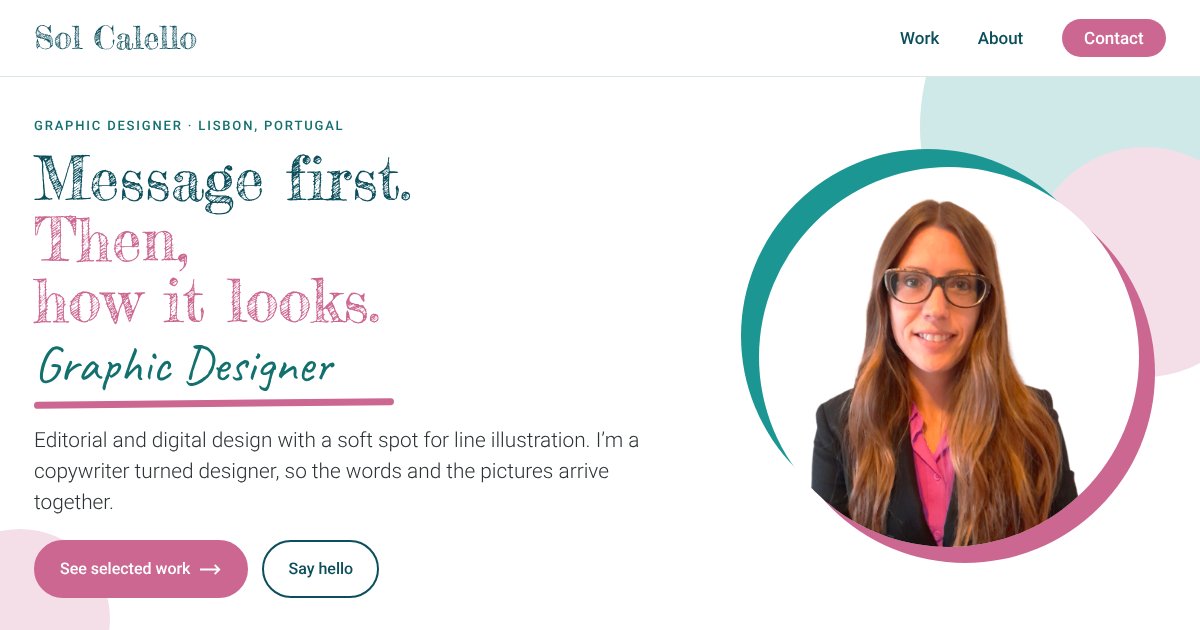 Sol Calello
Work
About
Contact
GRAPHIC DESIGNER · LISBON, PORTUGAL
Message first.
Then,
how it looks.
Graphic Designer
Editorial and digital design with a soft spot for line illustration. I’m a
copywriter turned designer, so the words and the pictures arrive
together.
See selected work →
Say hello